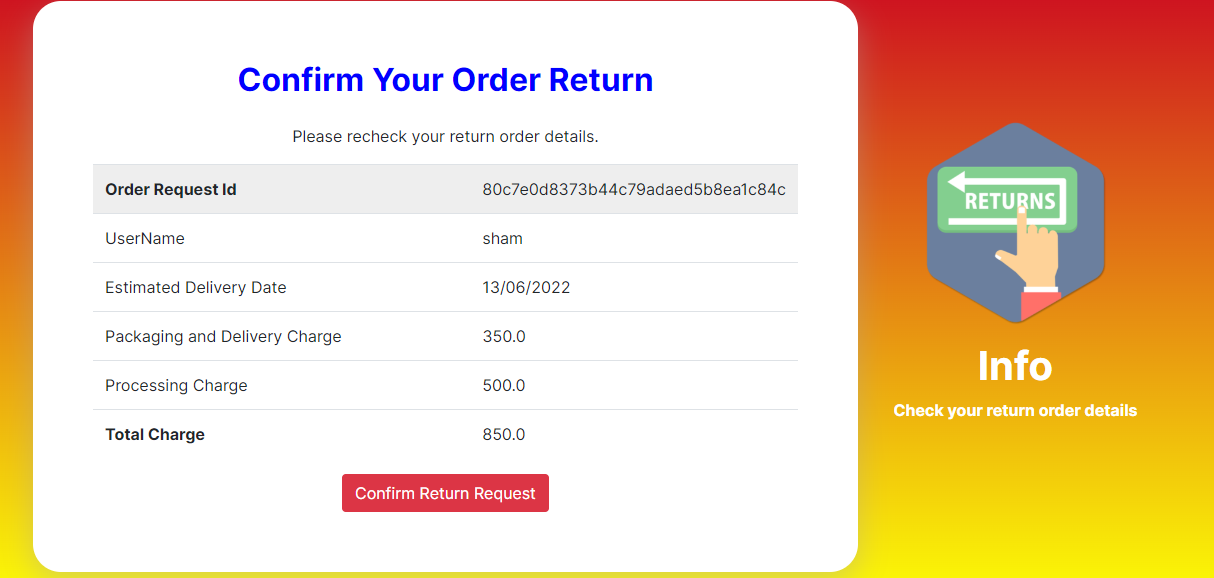 Confirm Your Order Return
Please recheck your return order details.
Order Request Id 80c7e0d8373b44c79adaed5b8ea1c84c
UserName sham
Estimated Delivery Date 13/06/2022
Packaging and Delivery Charge 350.0
Processing Charge 500.0
Total Charge 850.0
Confirm Return Request
RETURNS
Info
Check your return order details